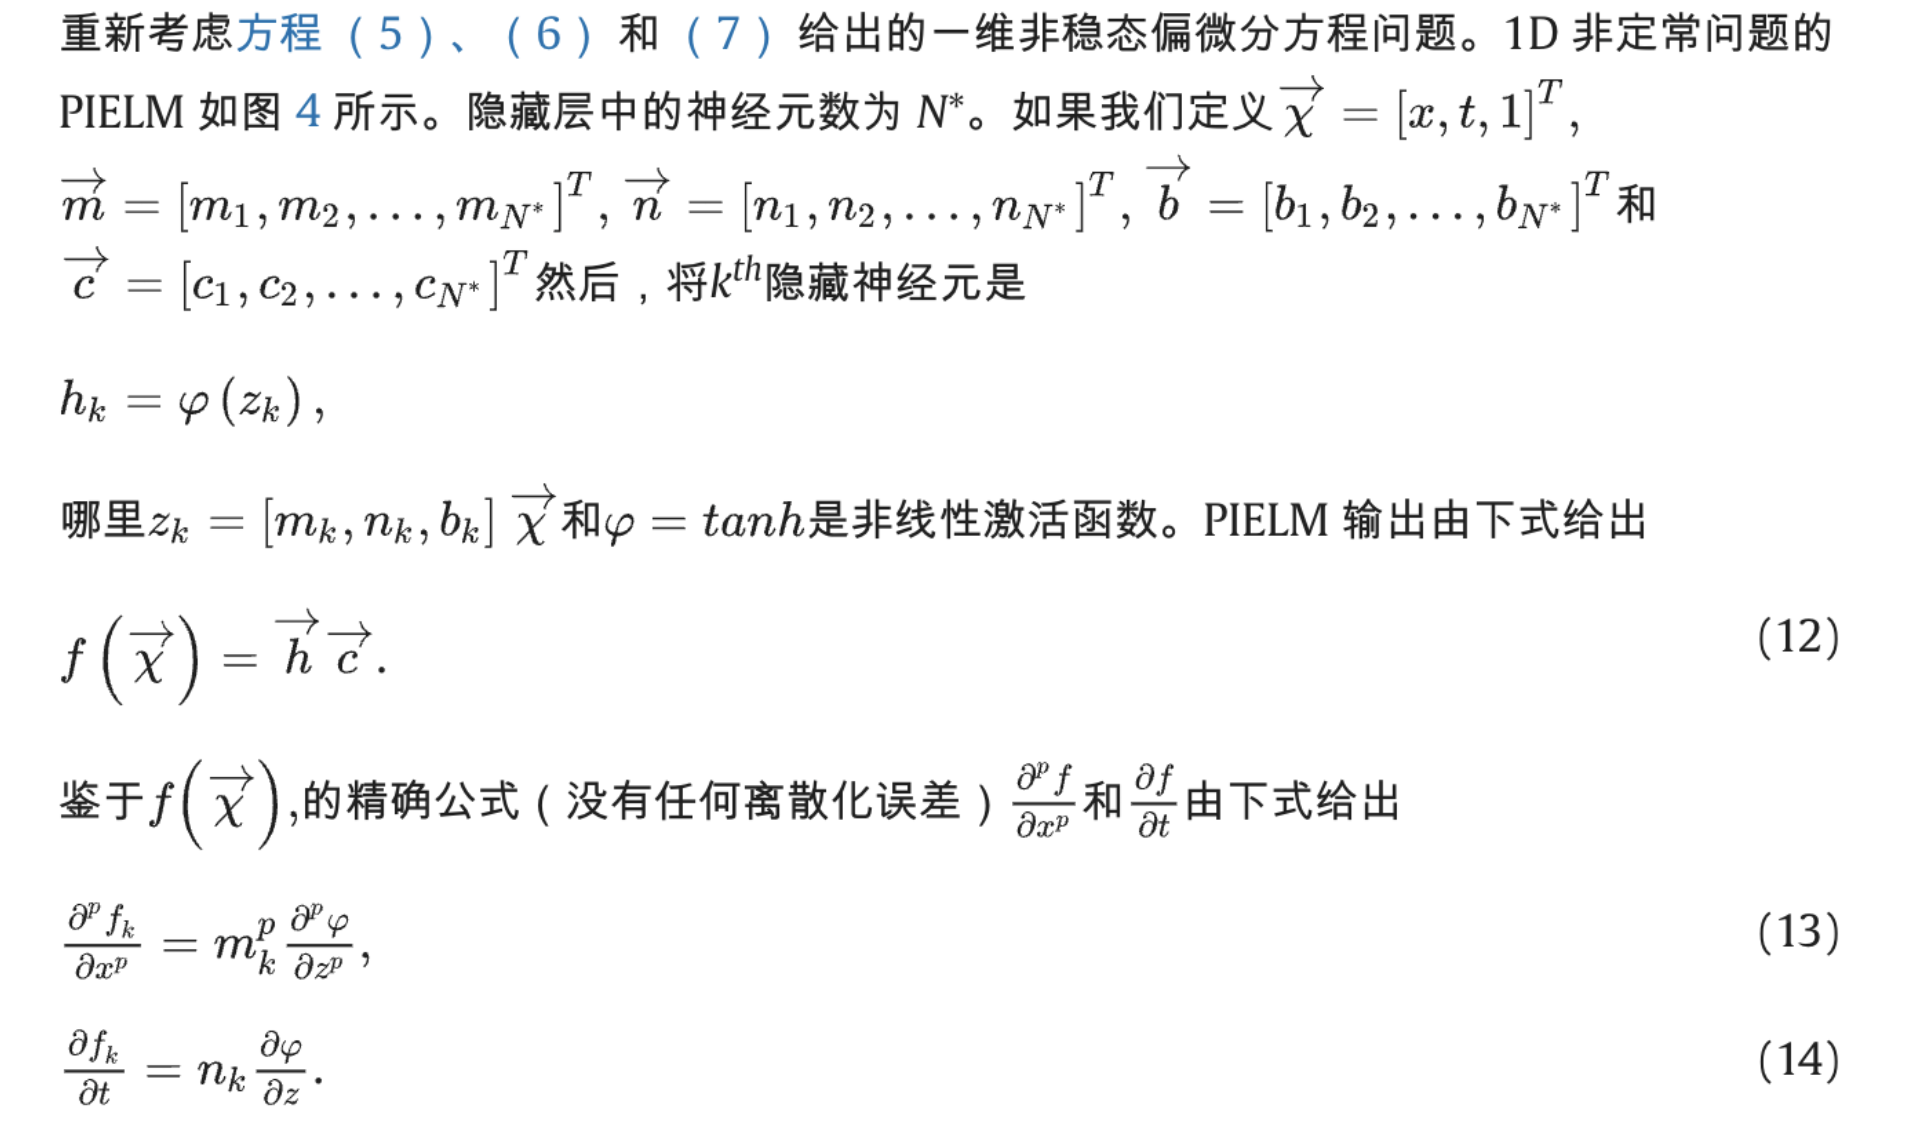 重新考虑方程（5）、（6）和（7）给出的一维非稳态偏微分方程问题。1D 非定常问题的
PIELM 如图 4 所示。隐藏层中的神经元数为 N*。如果我们定义 $\overrightarrow{\chi} = [x, t, 1]^T$,
$\overrightarrow{m} = [m_1, m_2, \ldots, m_{N^*}]^T$, $\overrightarrow{n} = [n_1, n_2, \ldots, n_{N^*}]^T$, $\overrightarrow{b} = [b_1, b_2, \ldots, b_{N^*}]^T$ 和
$\overrightarrow{c} = [c_1, c_2, \ldots, c_{N^*}]^T$ 然后，将$k^{th}$隐藏神经元是
$h_k = \varphi(z_k),$
哪里$z_k = [m_k, n_k, b_k] \overrightarrow{\chi}$和$\varphi = tanh$是非线性激活函数。PIELM 输出由下式给出
$f(\overrightarrow{\chi}) = \overrightarrow{h}\overrightarrow{c}.$ (12)
鉴于$f(\overrightarrow{\chi})$,的精确公式（没有任何离散化误差）$\frac{\partial^p f}{\partial x^p}$和$\frac{\partial f}{\partial t}$由下式给出
$\frac{\partial^p f_k}{\partial x^p} = m_k^p \frac{\partial^p \varphi}{\partial z^p},$ (13)
$\frac{\partial f_k}{\partial t} = n_k \frac{\partial \varphi}{\partial z}.$ (14)